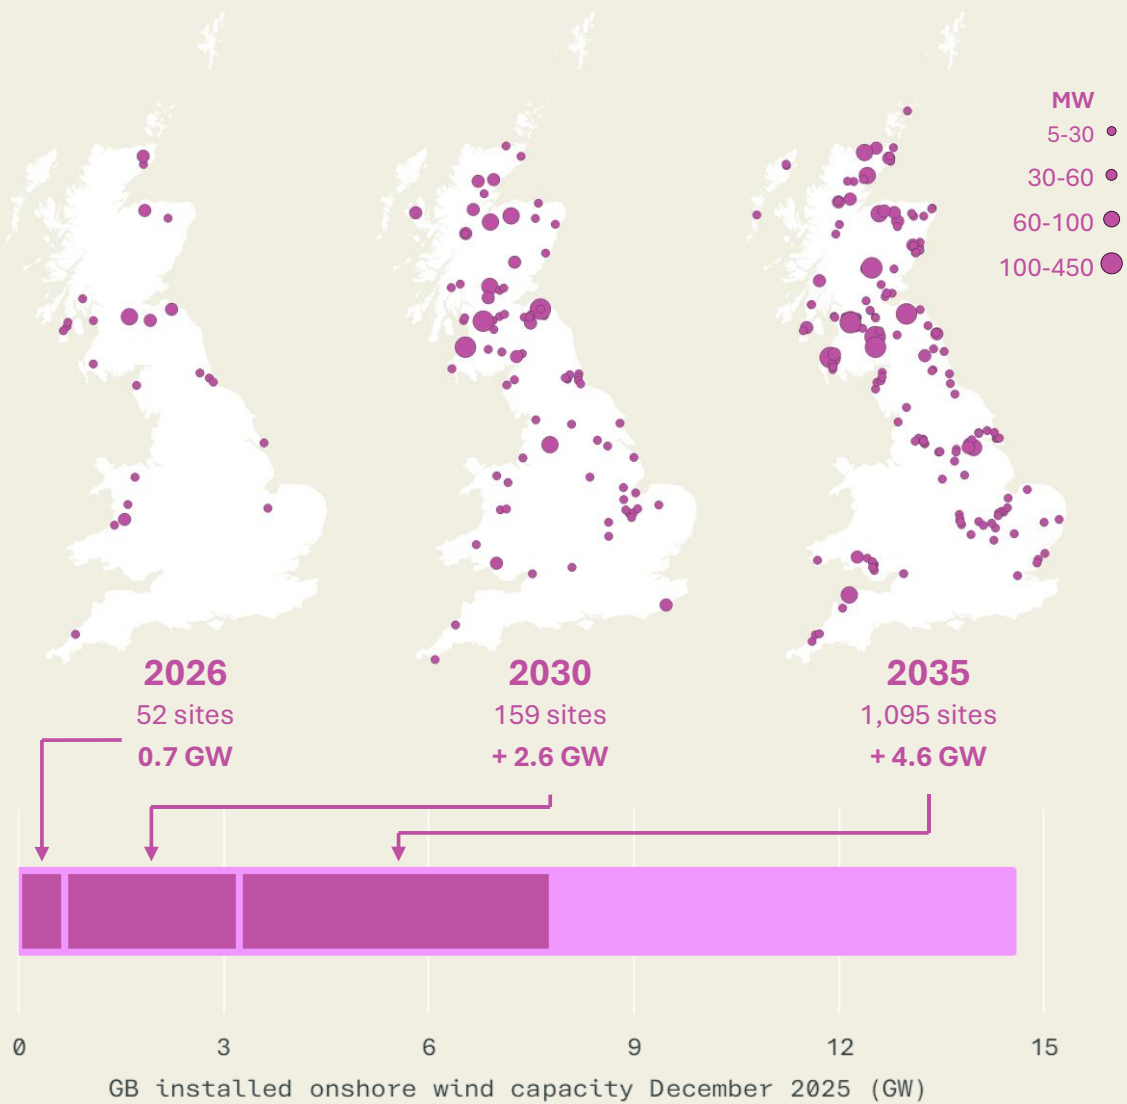 MW
5-30
30-60
60-100
100-450
2026
52 sites
0.7 GW
2030
159 sites
+ 2.6 GW
2035
1,095 sites
+ 4.6 GW
0 3 6 9 12 15
GB installed onshore wind capacity December 2025 (GW)